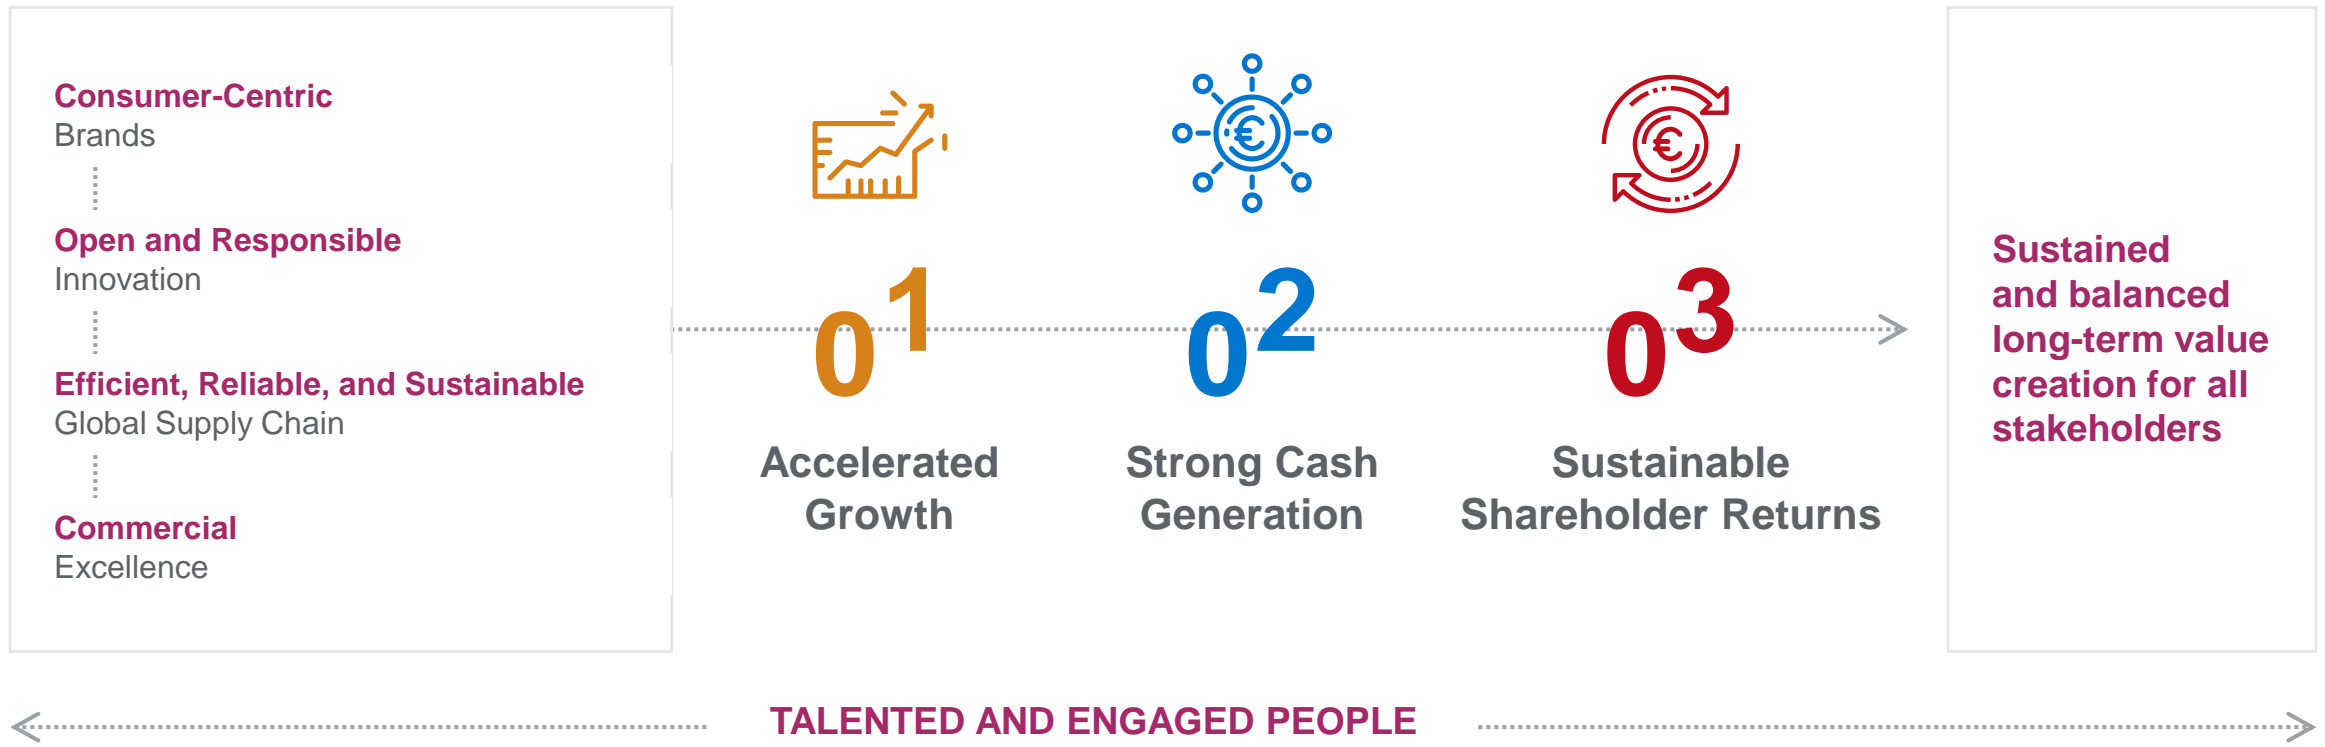 Consumer-Centric
Brands
Open and Responsible
Innovation
Efficient, Reliable, and Sustainable
Global Supply Chain
Commercial
Excellence
01
Accelerated
Growth
02
Strong Cash
Generation
03
Sustainable
Shareholder Returns
Sustained
and balanced
long-term value
creation for all
stakeholders
TALENTED AND ENGAGED PEOPLE